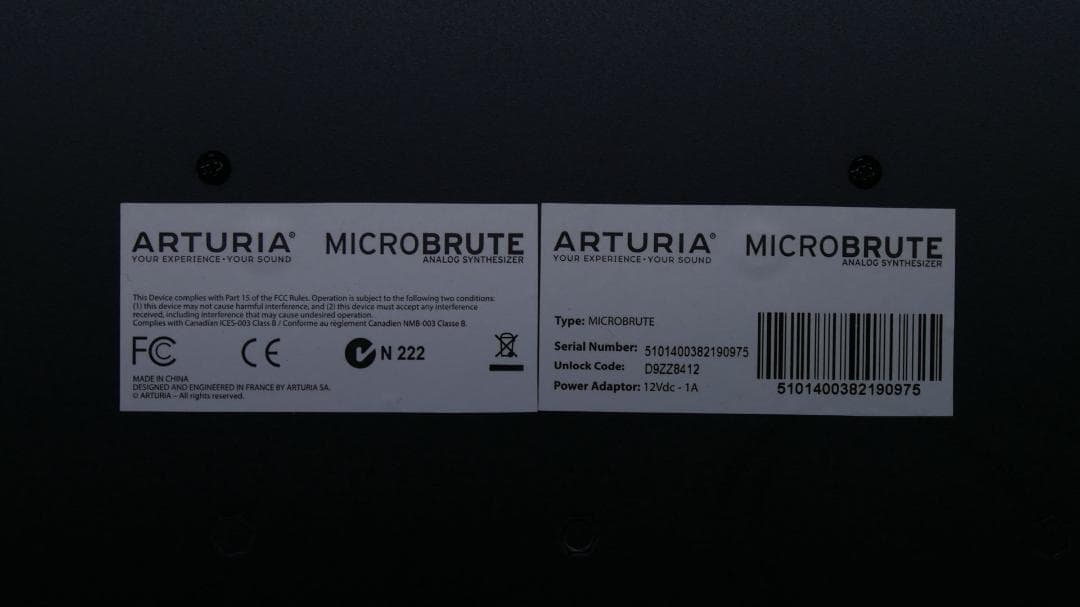 ARTURIA®
YOUR EXPERIENCE • YOUR SOUND
MICROBRUTE
ANALOG SYNTHESIZER
This Device complies with Part 15 of the FCC Rules. Operation is subject to the following two conditions:
(1) this device may not cause harmful interference, and (2) this device must accept any interference
received, including interference that may cause undesired operation.
Complies with Canadian ICES-003 Class B / Conforme au règlement Canadien NMB-003 Classe B.
FC CE N 222
MADE IN CHINA
DESIGNED AND ENGINEERED IN FRANCE BY ARTURIA SA.
© ARTURIA – All rights reserved.
ARTURIA®
YOUR EXPERIENCE • YOUR SOUND
MICROBRUTE
ANALOG SYNTHESIZER
Type: MICROBRUTE
Serial Number: 5101400382190975
Unlock Code: D9ZZ8412
Power Adaptor: 12Vdc - 1A
5101400382190975